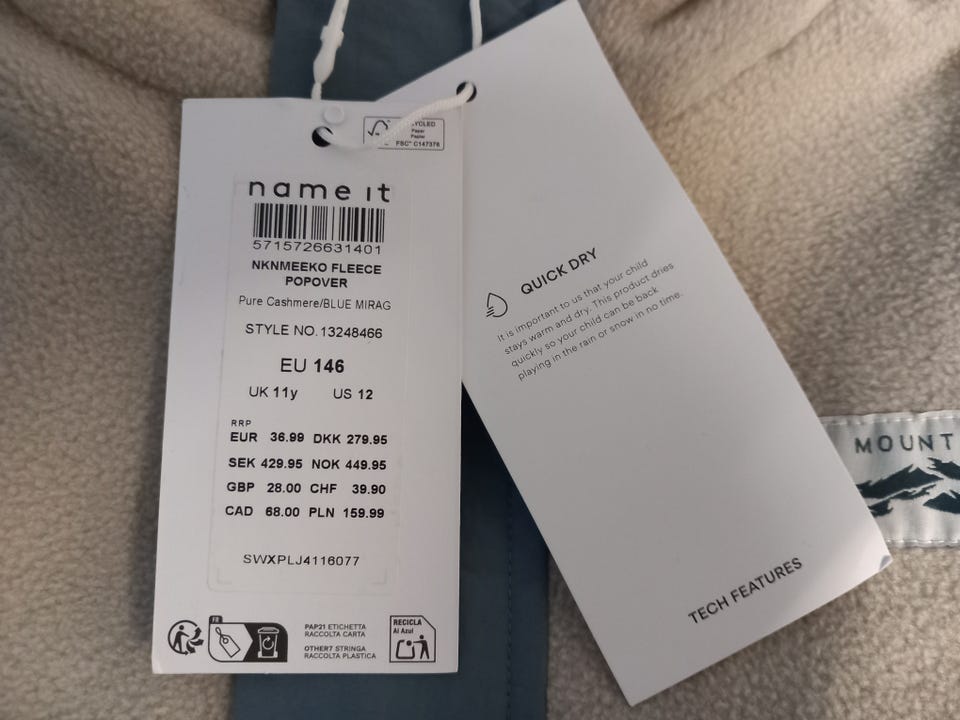 name it
5715726631401
NKNMEEKO FLEECE
POPOVER
Pure Cashmere/BLUE MIRAG
STYLE NO.13248466
EU 146
UK 11y US 12
RRP
EUR 36.99 DKK 279.95
SEK 429.95 NOK 449.95
GBP 28.00 CHF 39.90
CAD 68.00 PLN 159.99
SWXPLJ4116077
FR
PAP21 ETICHETTA
RACCOLTA CARTA
OTHER7 STRINGA
RACCOLTA PLASTICA
RECICLA
Al Azul
Paper
FSC™ C147376
QUICK DRY
It is important to us that your child
stays warm and dry. This product dries
quickly so your child can be back
playing in the rain or snow in no time.
TECH FEATURES
MOUNT